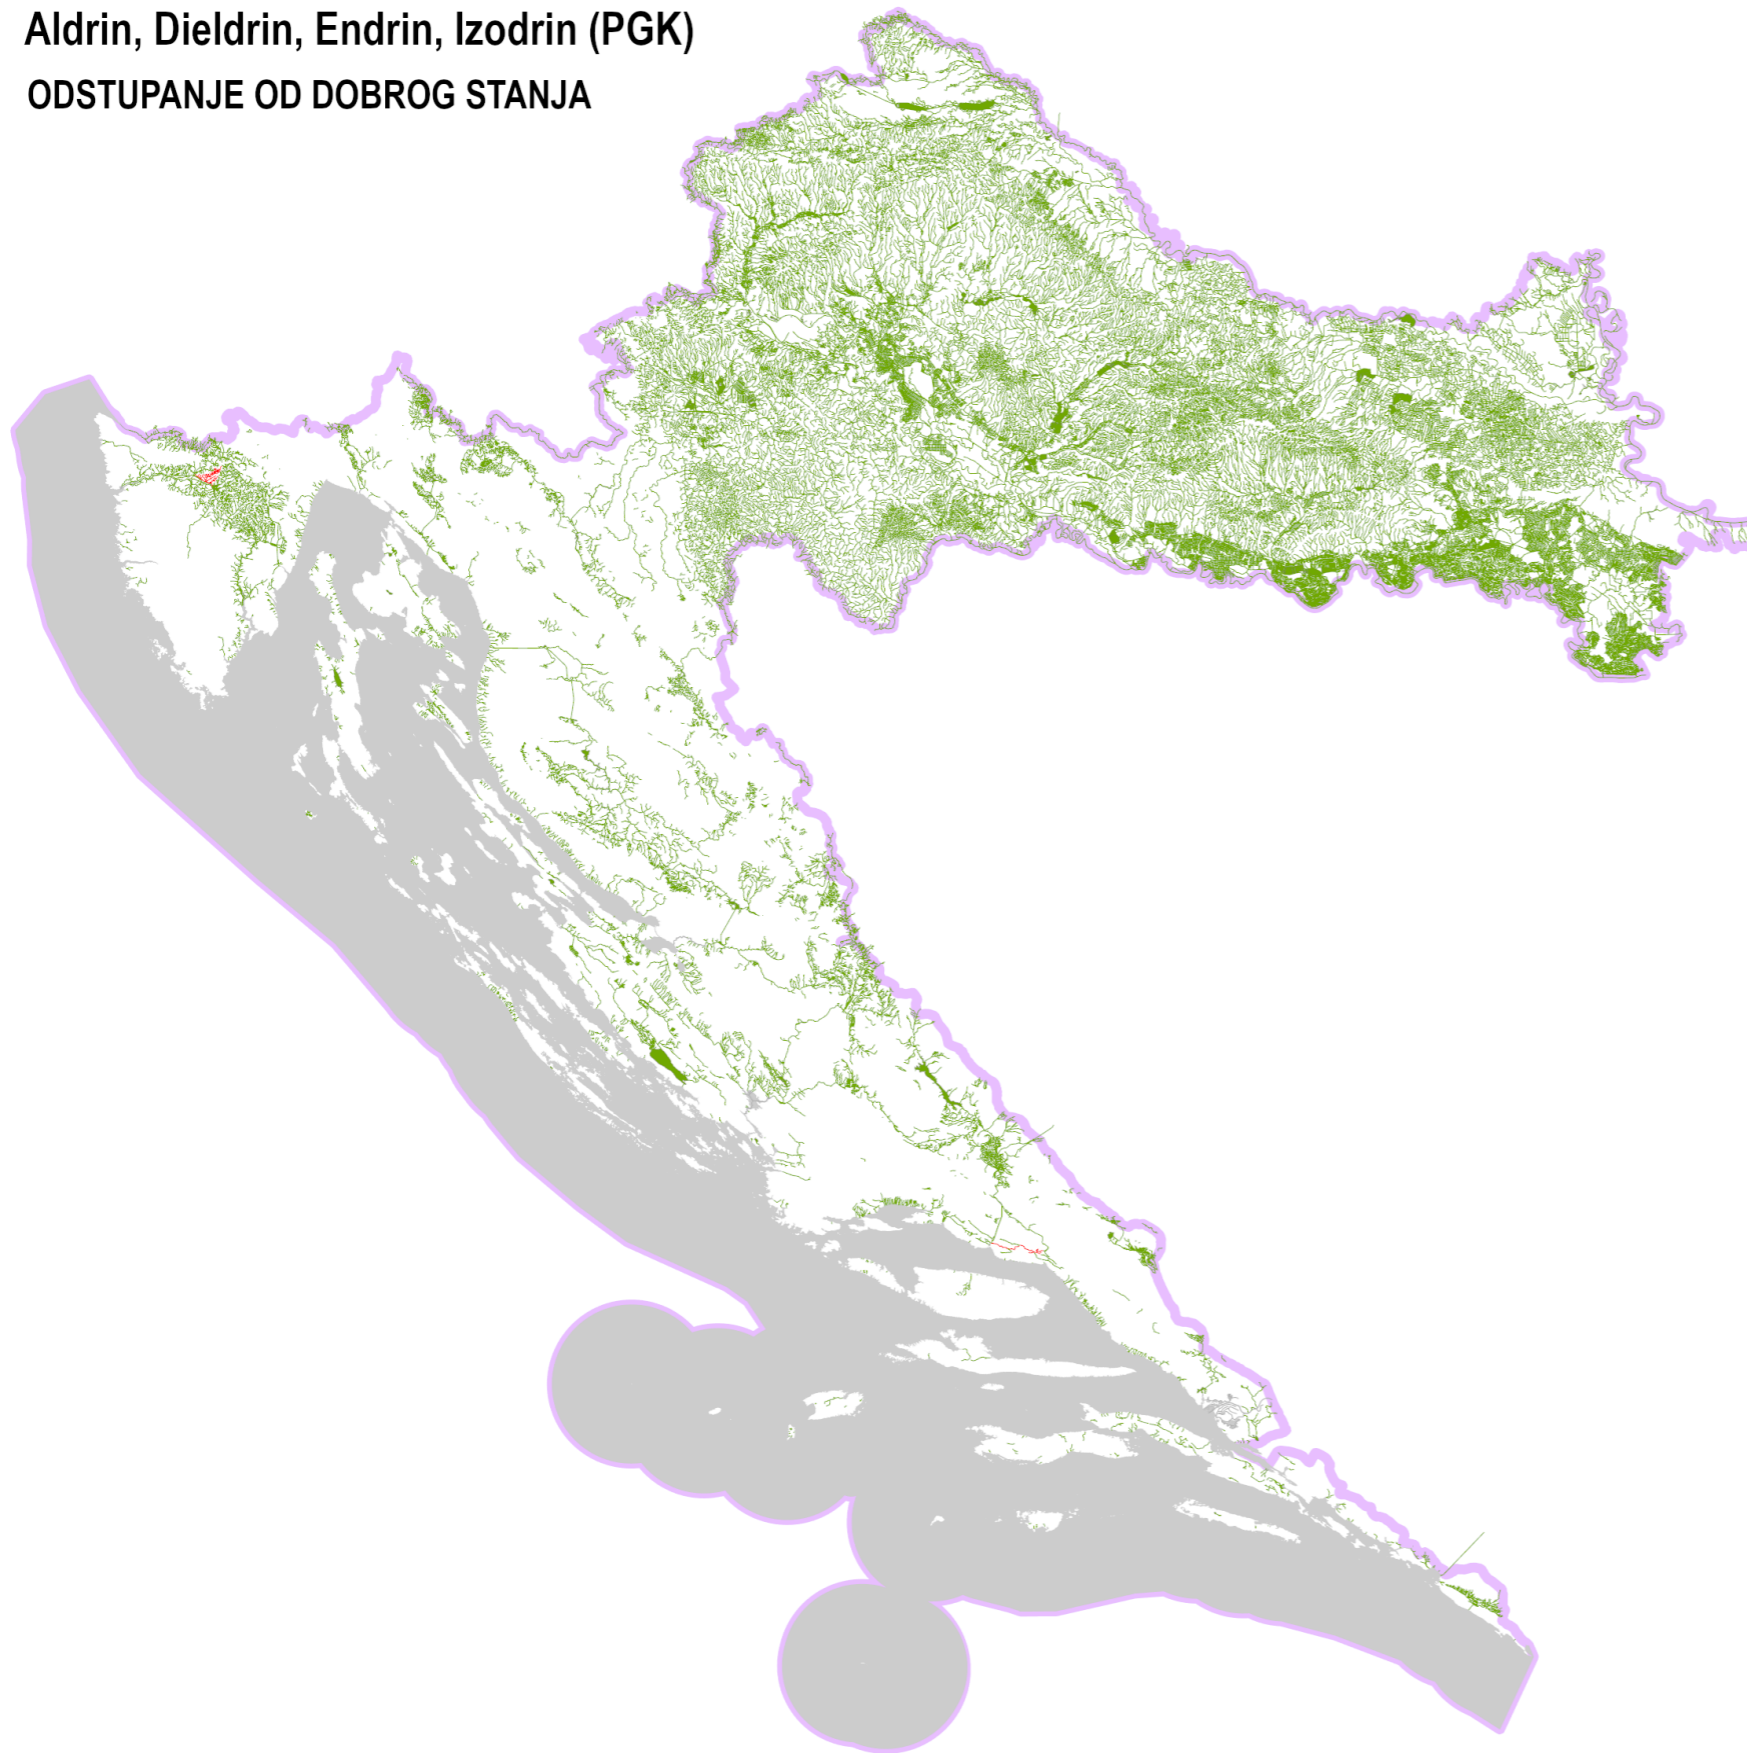 Aldrin, Dieldrin, Endrin, Izodrin (PGK)
ODSTUPANJE OD DOBROG STANJA